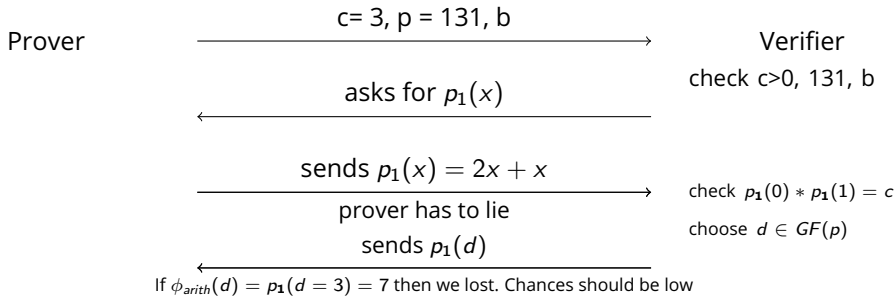 c= 3, p = 131, b
Prover
Verifier
check c>0, 131, b
asks for p₁(x)
sends p₁(x) = 2x + x
check p₁(0) ∗ p₁(1) = c
prover has to lie
choose d ∈ GF(p)
sends p₁(d)
If ϕ_arith(d) = p₁(d = 3) = 7 then we lost. Chances should be low